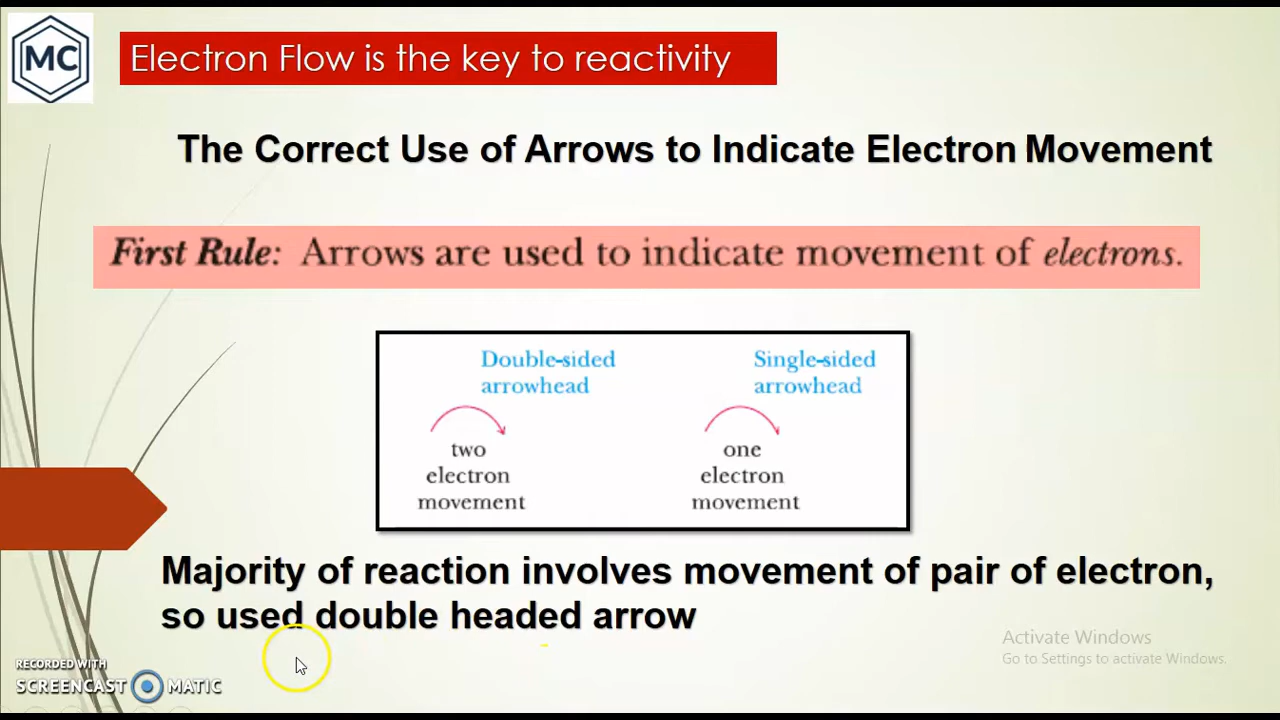 MC
Electron Flow is the key to reactivity
The Correct Use of Arrows to Indicate Electron Movement
First Rule: Arrows are used to indicate movement of electrons.
Double-sided
arrowhead
two
electron
movement
Single-sided
arrowhead
one
electron
movement
Majority of reaction involves movement of pair of electron,
so used double headed arrow
Activate Windows
Go to Settings to activate Windows.
RECORDED WITH
SCREENCAST MATIC